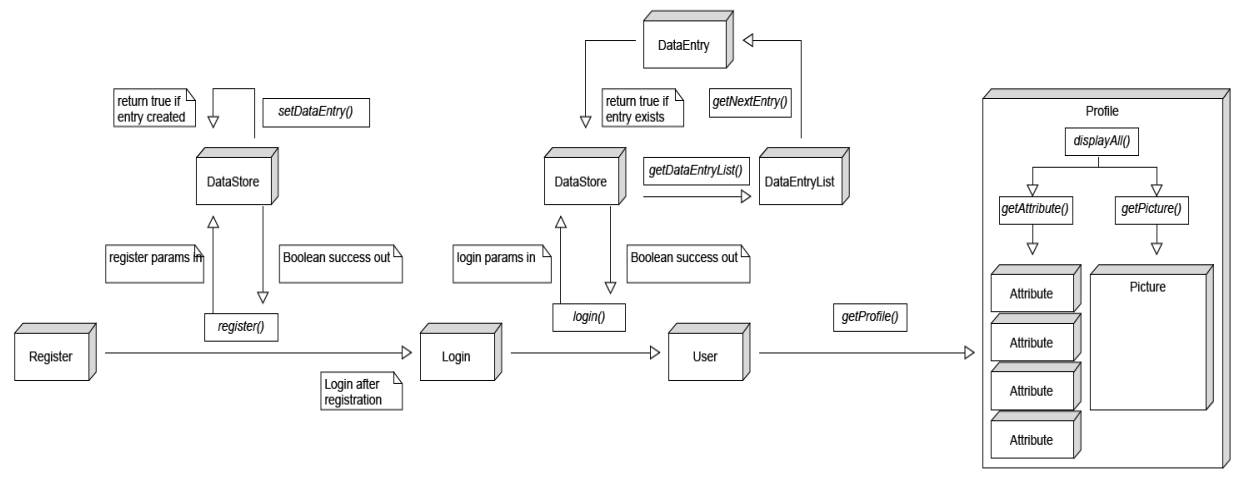 DataEntry
return true if
entry created
setDataEntry()
return true if
entry exists
getNextEntry()
Profile
displayAll()
DataStore
DataStore
getDataEntryList()
DataEntryList
getAttribute()
getPicture()
register params in
Boolean success out
login params in
Boolean success out
Attribute
Picture
register()
login()
getProfile()
Attribute
Register
Login
User
Login after
registration
Attribute
Attribute